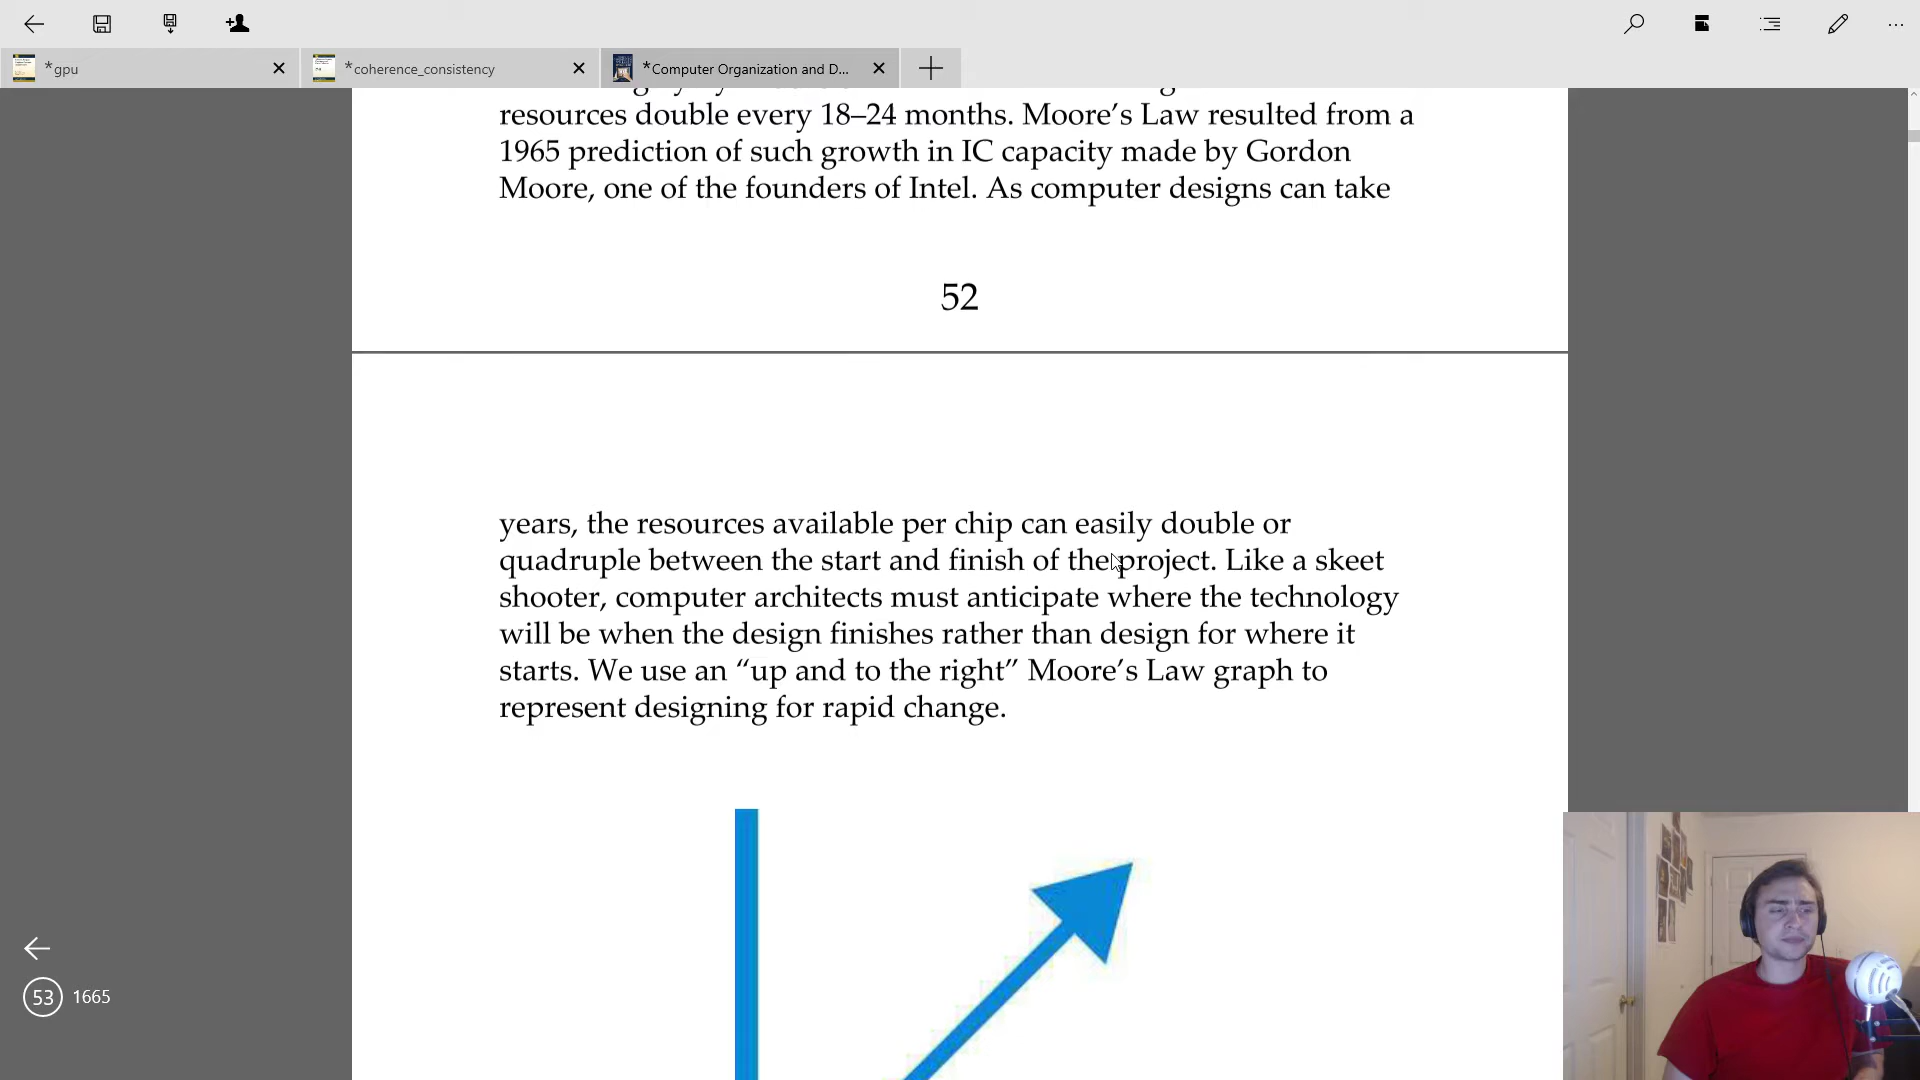 *gpu
*coherence_consistency
*Computer Organization and D...
resources double every 18–24 months. Moore’s Law resulted from a
1965 prediction of such growth in IC capacity made by Gordon
Moore, one of the founders of Intel. As computer designs can take
52
years, the resources available per chip can easily double or
quadruple between the start and finish of the project. Like a skeet
shooter, computer architects must anticipate where the technology
will be when the design finishes rather than design for where it
starts. We use an “up and to the right” Moore’s Law graph to
represent designing for rapid change.
53 1665